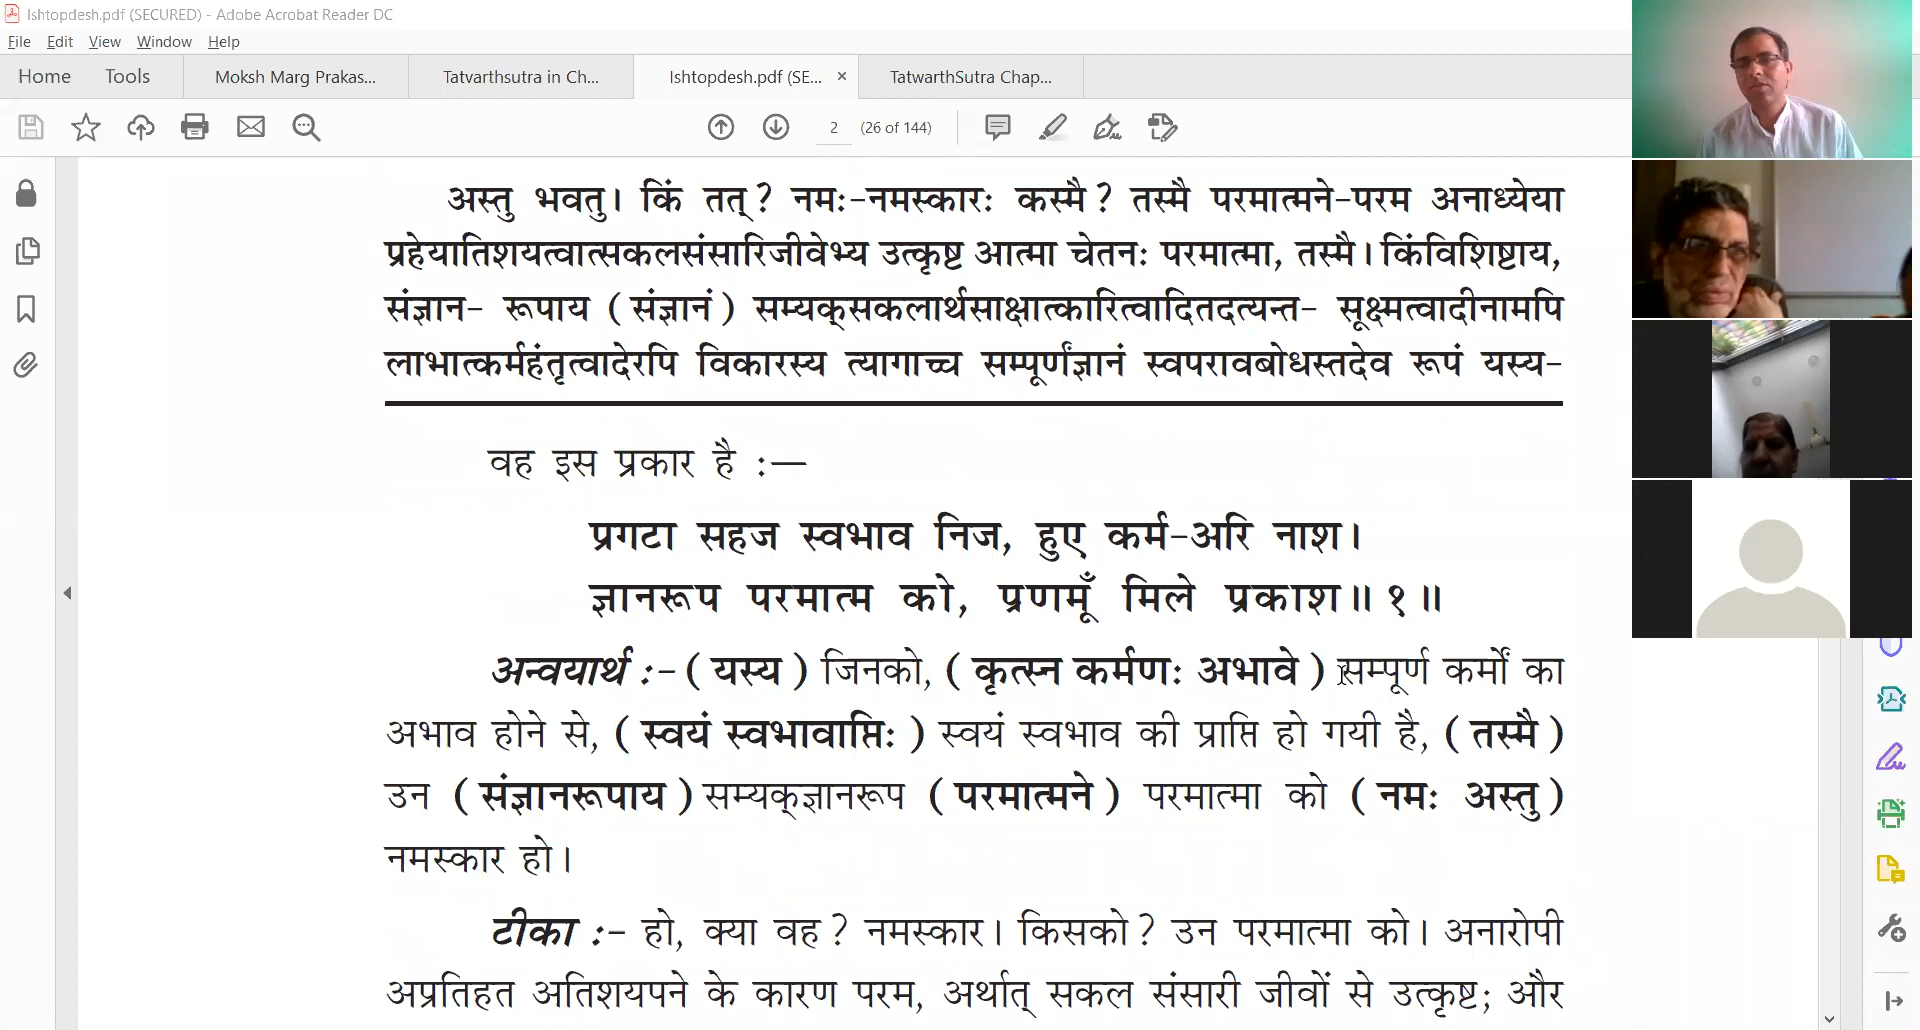 Ishtopdesh.pdf (SECURED) - Adobe Acrobat Reader DC
File Edit View Window Help
Home Tools Moksh Marg Prakas... Tatvarthsutra in Ch... Ishtopdesh.pdf (SE... × TatwarthSutra Chap...
2 (26 of 144)
अस्तु भवतु। किं तत्? नमः-नमस्कारः कस्मै? तस्मै परमात्मने-परम अनाध्येया
प्रहेयातिशयत्वात्सकलसंसारिजीवेभ्य उत्कृष्ट आत्मा चेतनः परमात्मा, तस्मै। किंविशिष्टाय,
संज्ञान- रूपाय (संज्ञानं) सम्यक्सकलार्थसाक्षात्कारित्वादितदत्यन्त- सूक्ष्मत्वादीनामपि
लाभात्कर्महंतृत्वादेरपि विकारस्य त्यागाच्च सम्पूर्णंज्ञानं स्वपरावबोधस्तदेव रूपं यस्य-
वह इस प्रकार है :—
प्रगटा सहज स्वभाव निज, हुए कर्म-अरि नाश।
ज्ञानरूप परमात्म को, प्रणमूँ मिले प्रकाश॥ १॥
अन्वयार्थ :- (यस्य) जिनको, (कृत्स्न कर्मणः अभावे) सम्पूर्ण कर्मों का
अभाव होने से, (स्वयं स्वभावाप्तिः) स्वयं स्वभाव की प्राप्ति हो गयी है, (तस्मै)
उन (संज्ञानरूपाय) सम्यक्ज्ञानरूप (परमात्मने) परमात्मा को (नमः अस्तु)
नमस्कार हो।
टीका :- हो, क्या वह? नमस्कार। किसको? उन परमात्मा को। अनारोपी
अप्रतिहत अतिशयपने के कारण परम, अर्थात् सकल संसारी जीवों से उत्कृष्ट; और